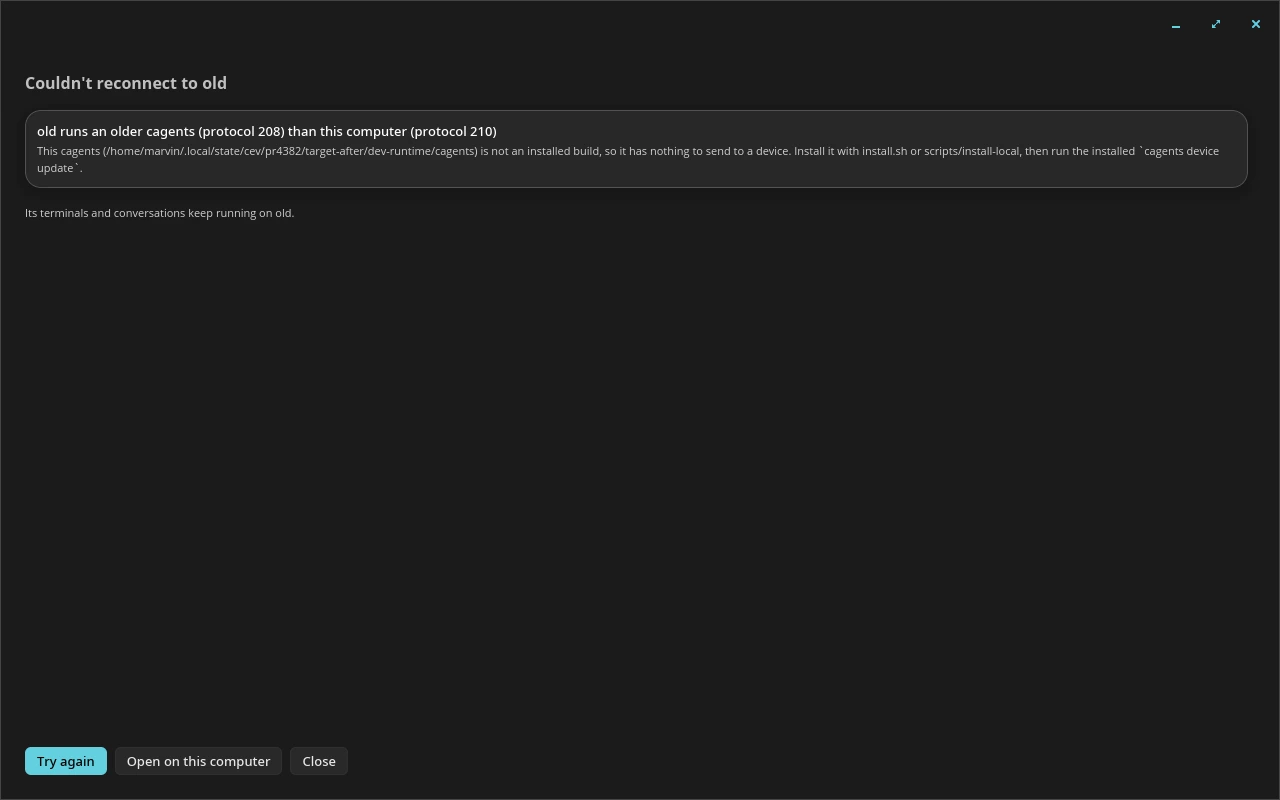 Couldn't reconnect to old
old runs an older cagents (protocol 208) than this computer (protocol 210)
This cagents (/home/marvin/.local/state/cev/pr4382/target-after/dev-runtime/cagents) is not an installed build, so it has nothing to send to a device. Install it with install.sh or scripts/install-local, then run the installed `cagents device
update`.
Its terminals and conversations keep running on old.
Try again
Open on this computer
Close